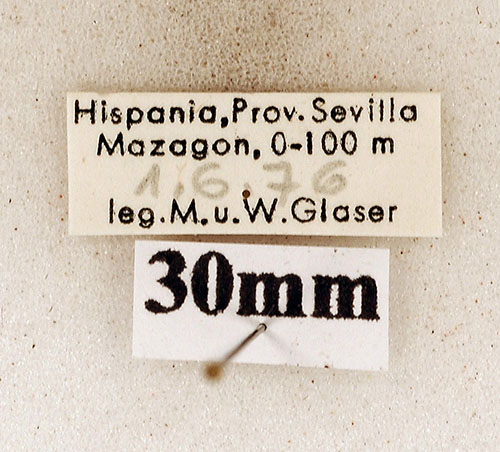 Hispania, Prov. Sevilla
Mazagon, 0-100 m
1.6.76
leg. M. u. W. Glaser
30mm